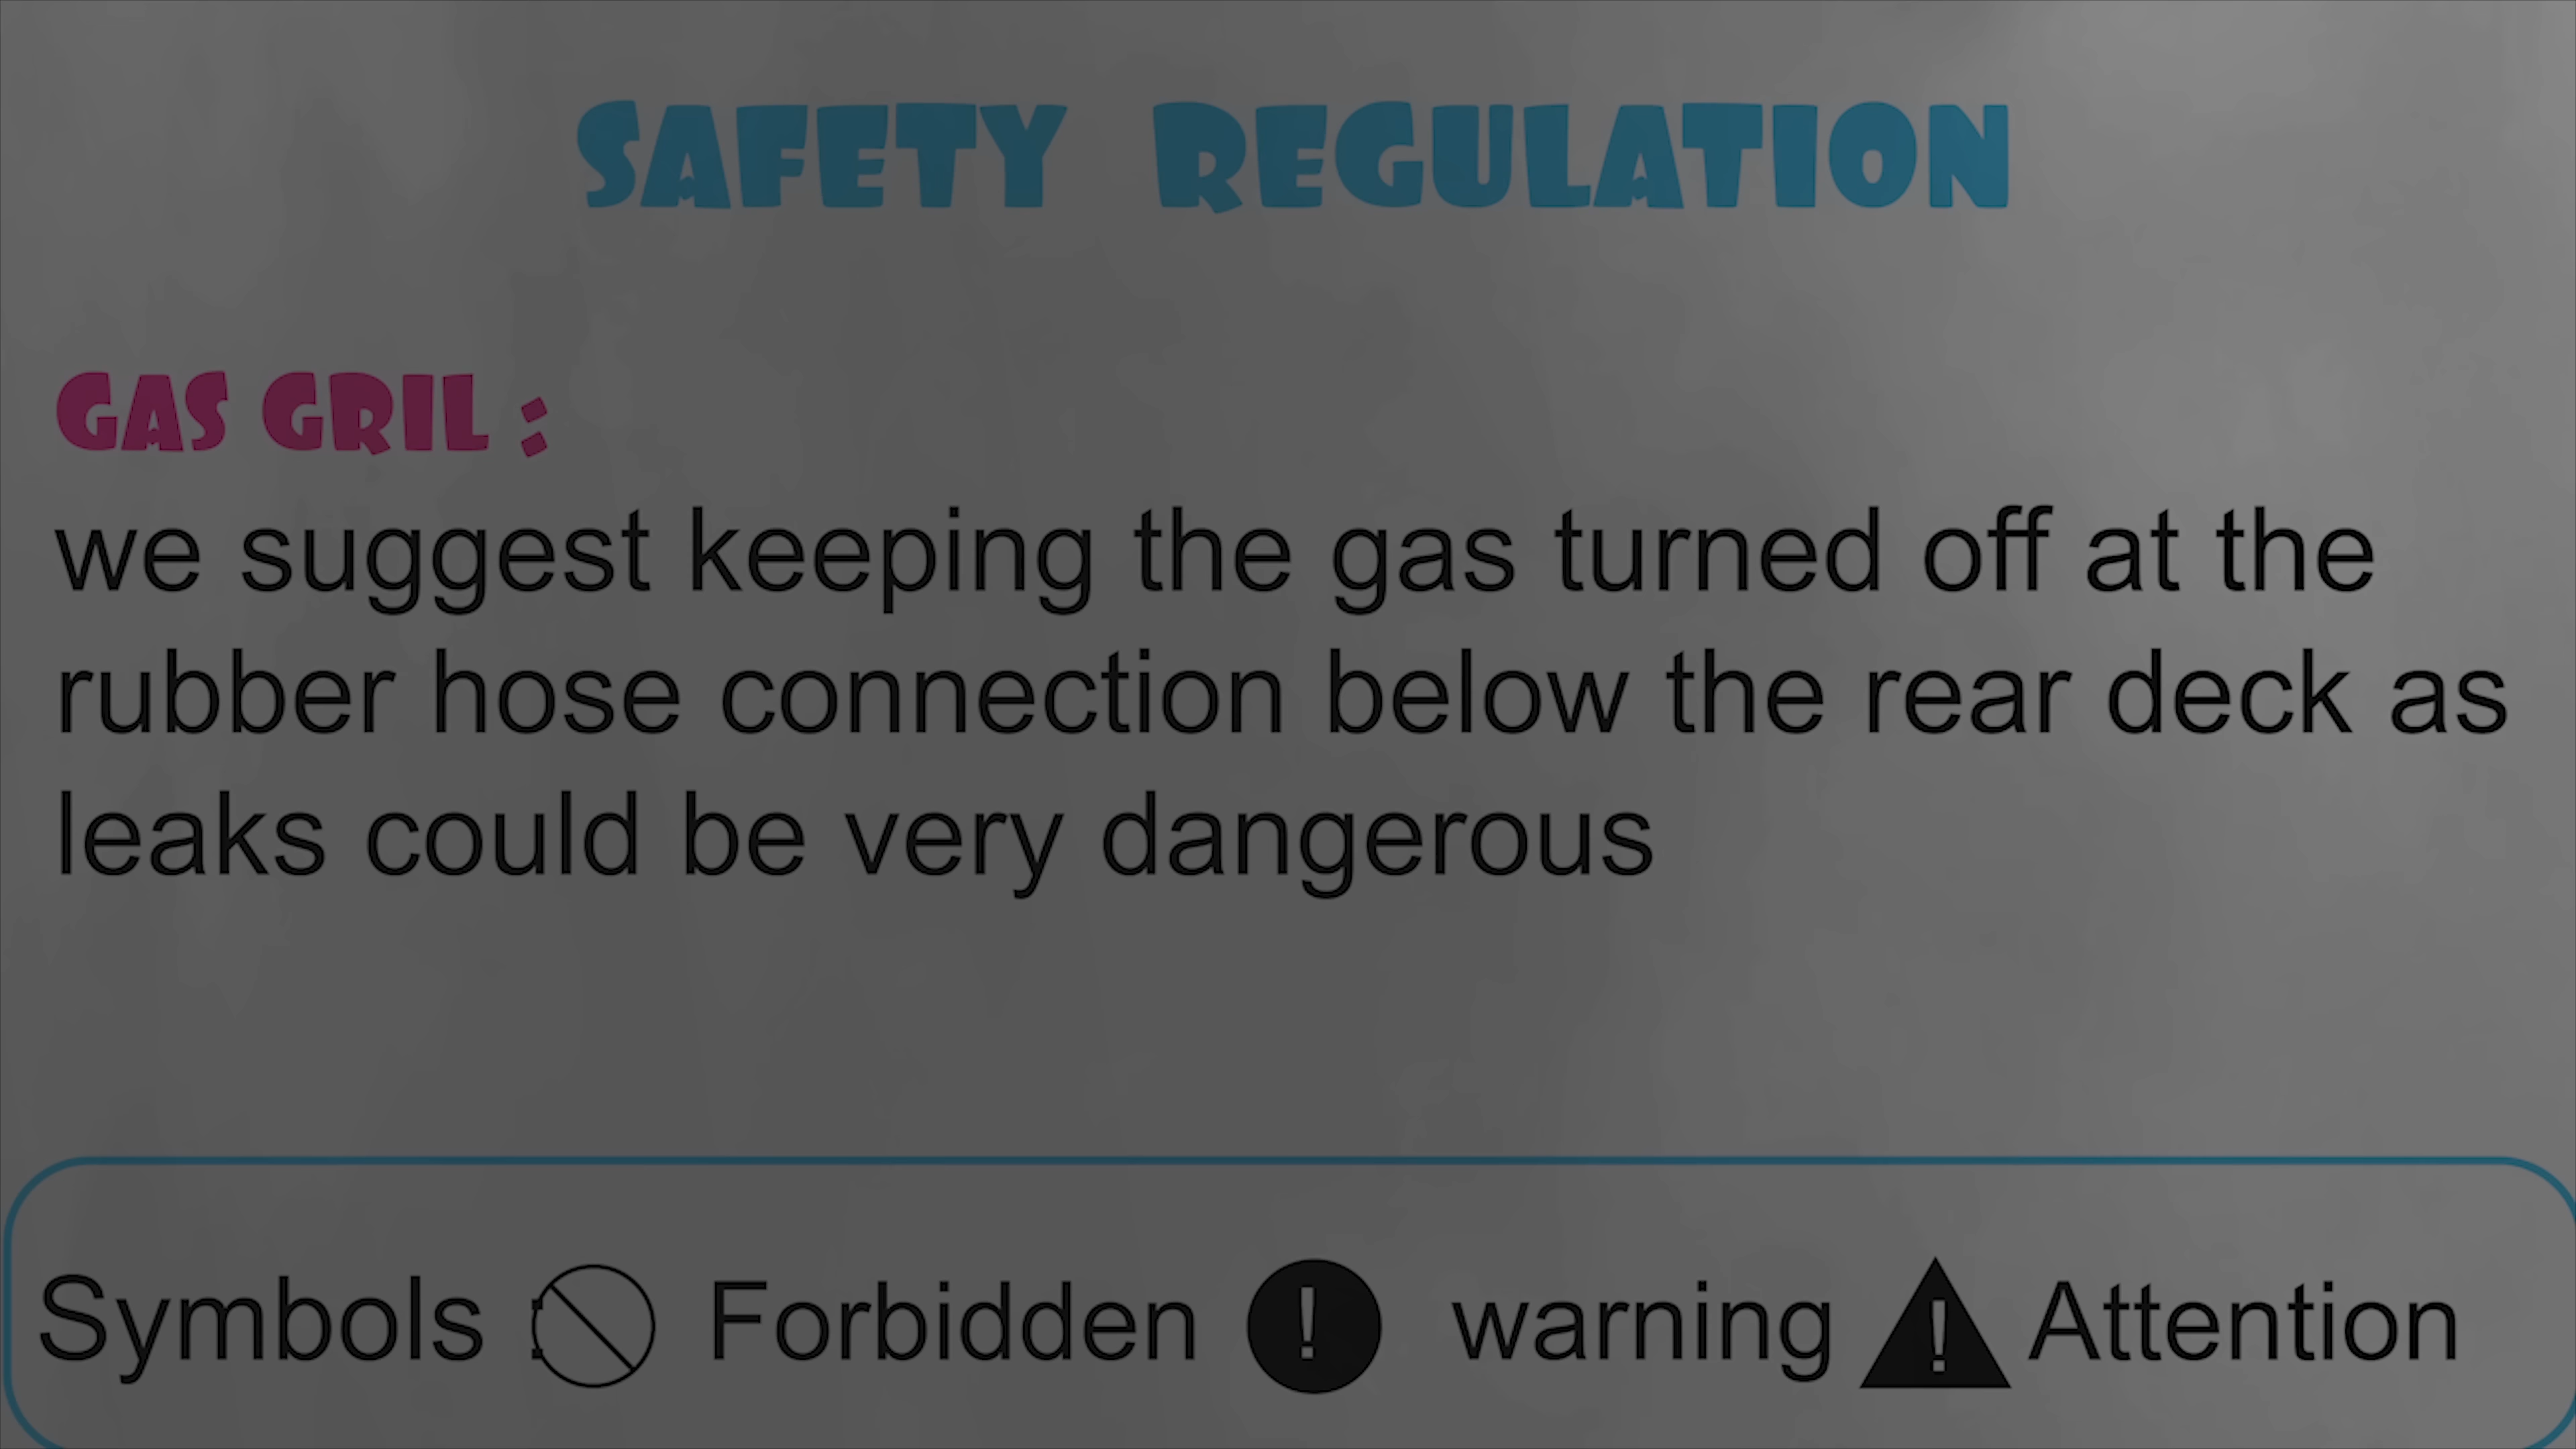 SAFETY REGULATION
GAS GRIL :
we suggest keeping the gas turned off at the
rubber hose connection below the rear deck as
leaks could be very dangerous
Symbols Forbidden ! warning ! Attention